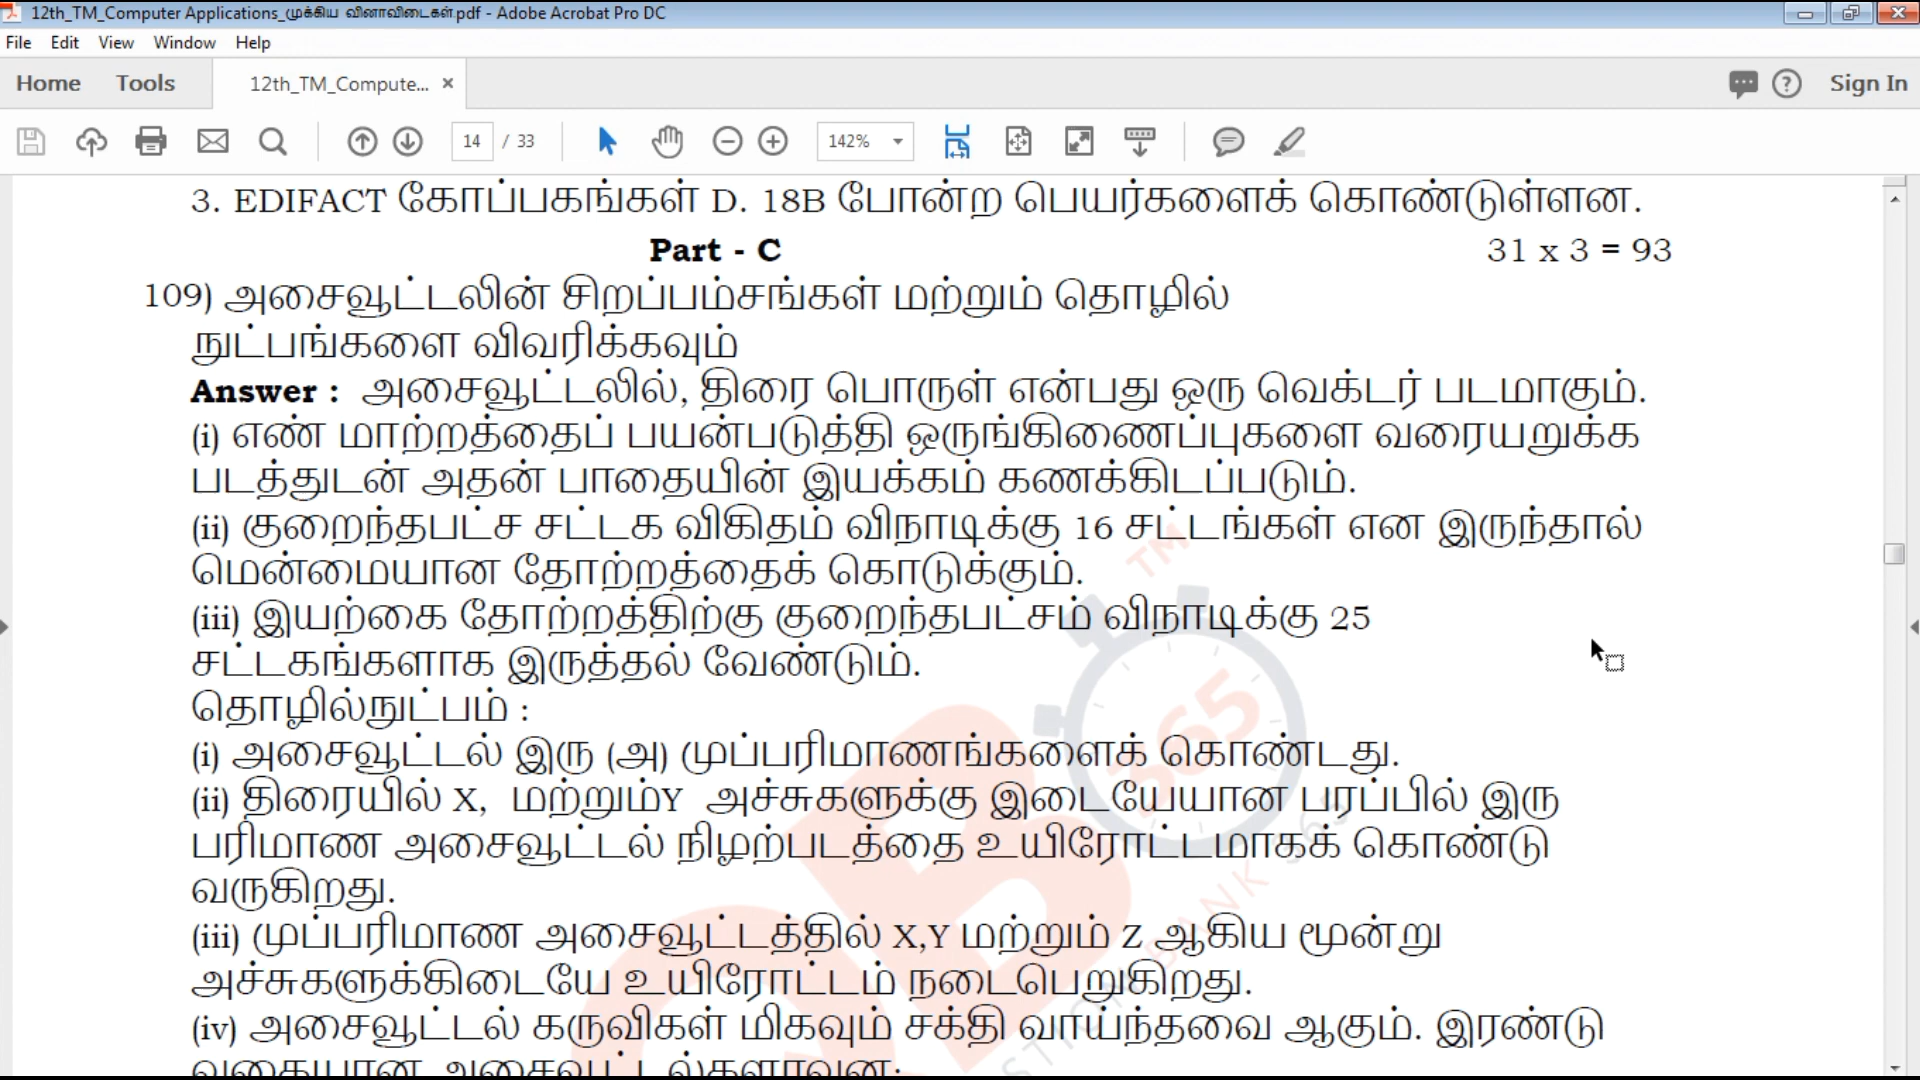 12th_TM_Computer Applications_முக்கிய வினாவிடைகள்.pdf - Adobe Acrobat Pro DC
File Edit View Window Help
Home Tools 12th_TM_Compute... × Sign In
14 / 33 142%
3. EDIFACT கோப்பகங்கள் D. 18B போன்ற பெயர்களைக் கொண்டுள்ளன.
Part - C 31 x 3 = 93
109) அசைவூட்டலின் சிறப்பம்சங்கள் மற்றும் தொழில்
நுட்பங்களை விவரிக்கவும்
Answer : அசைவூட்டலில், திரை பொருள் என்பது ஒரு வெக்டர் படமாகும்.
(i) எண் மாற்றத்தைப் பயன்படுத்தி ஒருங்கிணைப்புகளை வரையறுக்க
படத்துடன் அதன் பாதையின் இயக்கம் கணக்கிடப்படும்.
(ii) குறைந்தபட்ச சட்டக விகிதம் விநாடிக்கு 16 சட்டங்கள் என இருந்தால்
மென்மையான தோற்றத்தைக் கொடுக்கும்.
(iii) இயற்கை தோற்றத்திற்கு குறைந்தபட்சம் விநாடிக்கு 25
சட்டகங்களாக இருத்தல் வேண்டும்.
தொழில்நுட்பம் :
(i) அசைவூட்டல் இரு (அ) முப்பரிமாணங்களைக் கொண்டது.
(ii) திரையில் X, மற்றும்Y அச்சுகளுக்கு இடையேயான பரப்பில் இரு
பரிமாண அசைவூட்டல் நிழற்படத்தை உயிரோட்டமாகக் கொண்டு
வருகிறது.
(iii) முப்பரிமாண அசைவூட்டத்தில் X,Y மற்றும் Z ஆகிய மூன்று
அச்சுகளுக்கிடையே உயிரோட்டம் நடைபெறுகிறது.
(iv) அசைவூட்டல் கருவிகள் மிகவும் சக்தி வாய்ந்தவை ஆகும். இரண்டு
வகையான அசைவூட்டல்களாவன:
TM
365